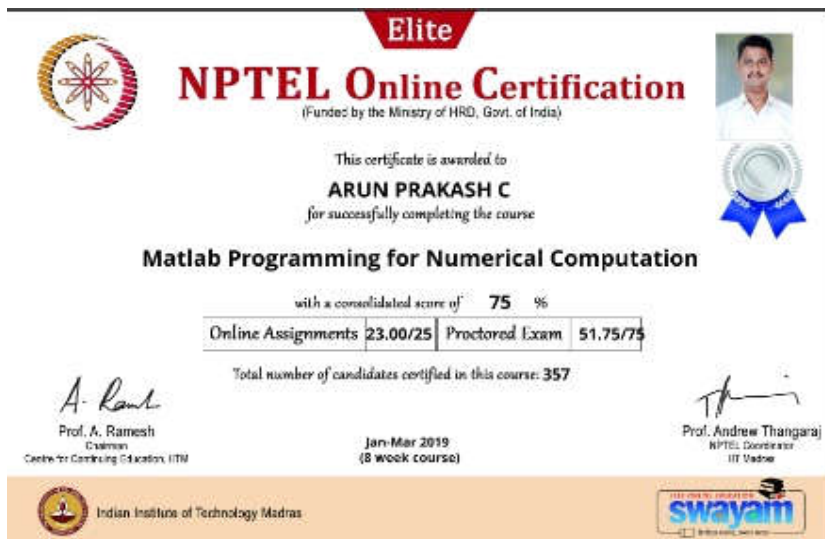 Elite
NPTEL Online Certification
(Funded by the Ministry of HRD, Govt. of India)
This certificate is awarded to
ARUN PRAKASH C
for successfully completing the course
Matlab Programming for Numerical Computation
with a consolidated score of 75 %
Online Assignments 23.00/25 Proctored Exam 51.75/75
Total number of candidates certified in this course: 357
Prof. A. Ramesh
Chairman
Centre for Continuing Education, IITM
Jan-Mar 2019
(8 week course)
Prof. Andrew Thangaraj
NPTEL Coordinator
IIT Madras
Indian Institute of Technology Madras
swayam